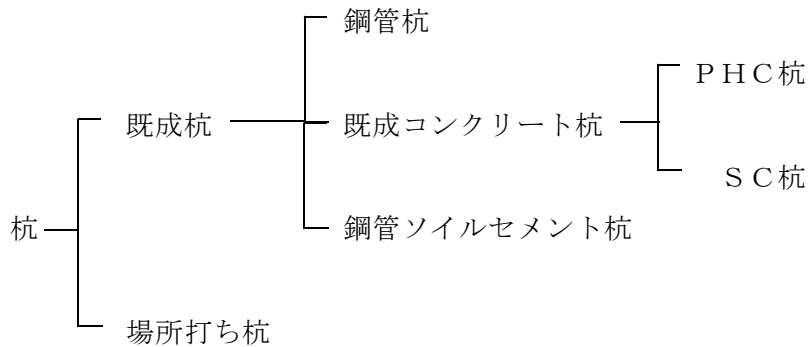 鋼管杭
ＰＨＣ杭
既成杭
既成コンクリート杭
ＳＣ杭
杭
鋼管ソイルセメント杭
場所打ち杭